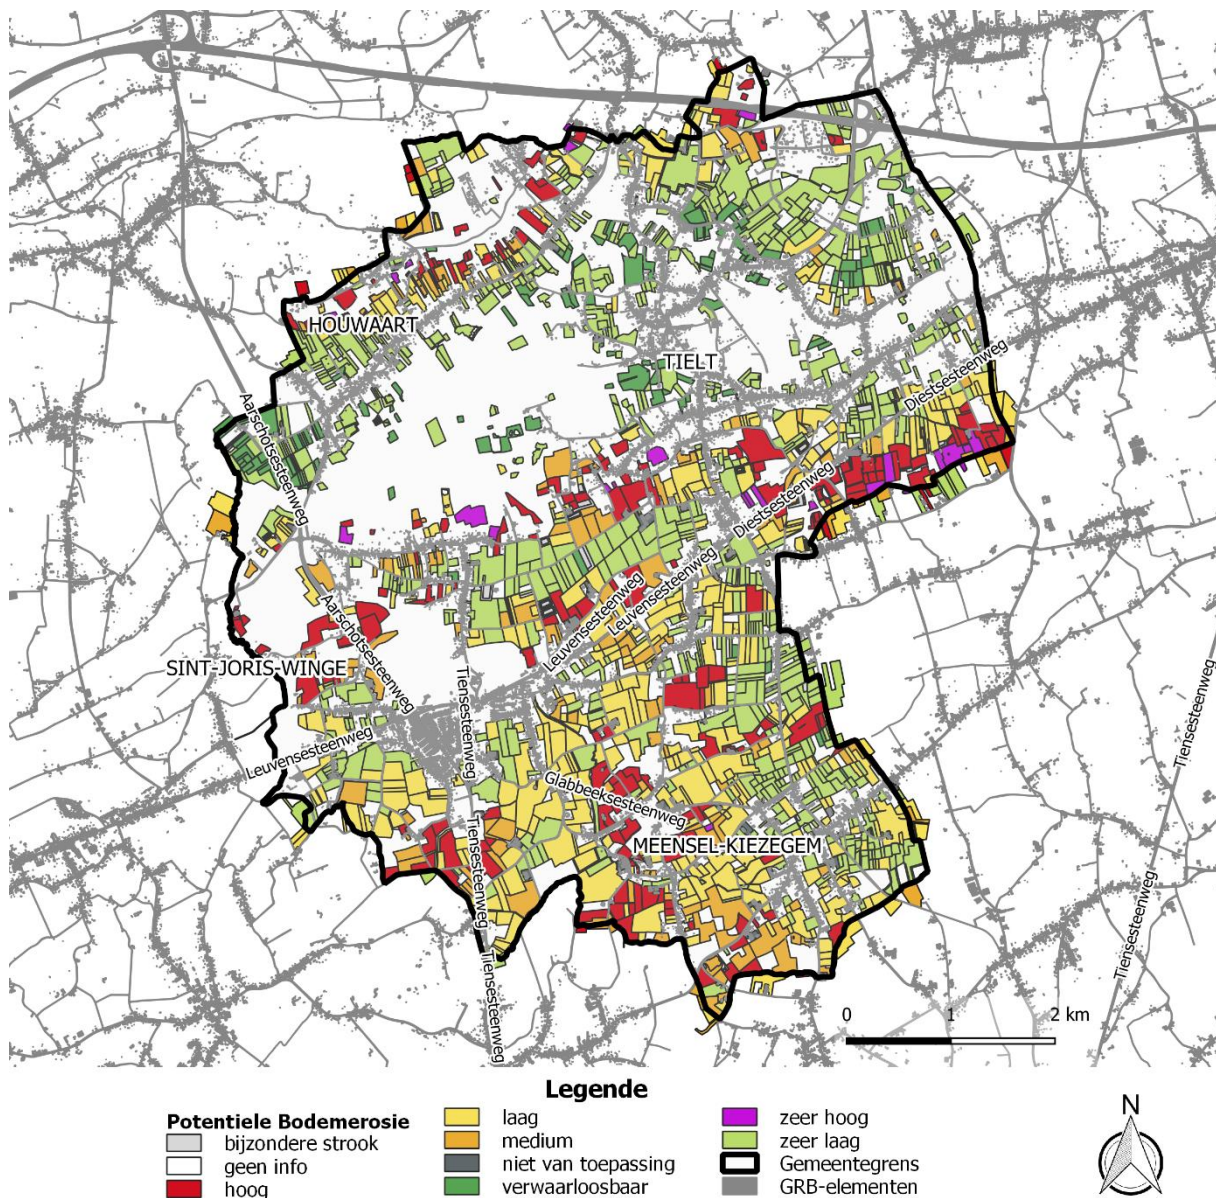 HOUWAART
TIELT
Diestsesteenweg
Aarschotsesteenweg
Diestsesteenweg
Leuvensesteenweg
Leuvensesteenweg
Aarschotsesteenweg
SINT-JORIS-WINGE
Tiensesteenweg
Tiensesteenweg
Leuvensesteenweg
Glabbeeksesteenweg
MEENSEL-KIEZEGEM
Tiensesteenweg
Tiensesteenweg
Tiensesteenweg
0 1 2 km
Legende
Potentiele Bodemerosie
bijzondere strook
geen info
hoog
laag
medium
niet van toepassing
verwaarloosbaar
zeer hoog
zeer laag
Gemeentegrens
GRB-elementen
N